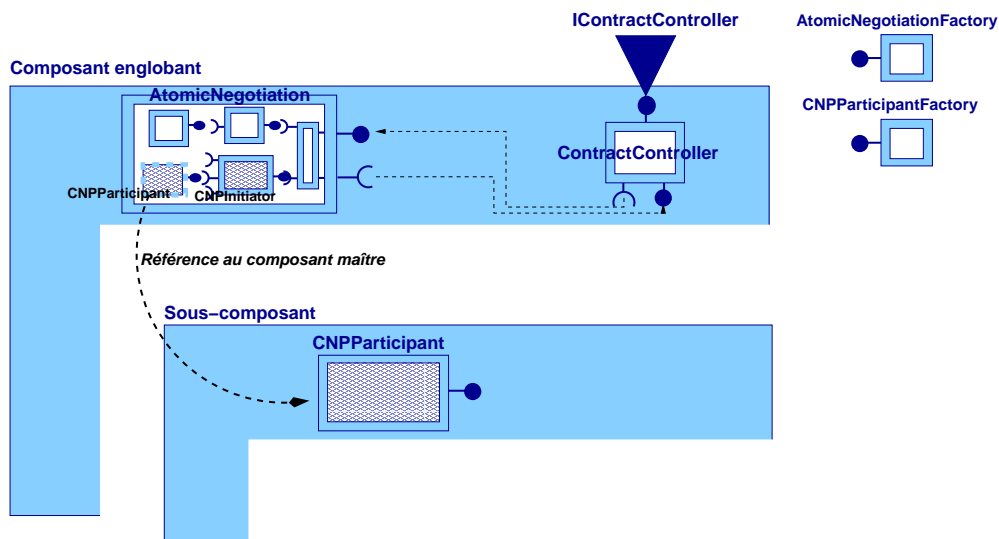 IContractController
AtomicNegotiationFactory
Composant englobant
AtomicNegotiation
CNPParticipantFactory
ContractController
CNPParticipant
CNPInitiator
Référence au composant maître
Sous−composant
CNPParticipant